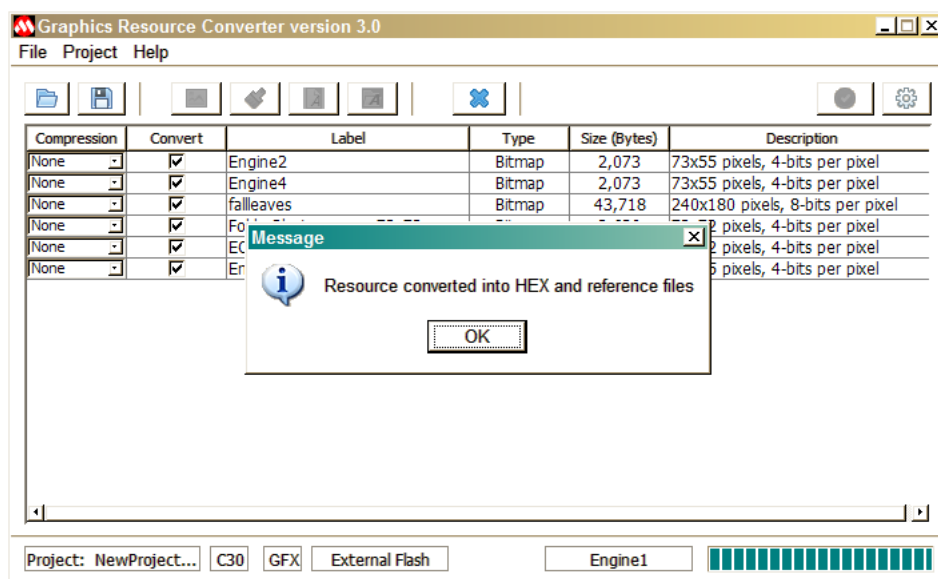 Graphics Resource Converter version 3.0
File Project Help
Compression Convert Label Type Size (Bytes) Description
None Engine2 Bitmap 2,073 73x55 pixels, 4-bits per pixel
None Engine4 Bitmap 2,073 73x55 pixels, 4-bits per pixel
None fallleaves Bitmap 43,718 240x180 pixels, 8-bits per pixel
None pixels, 4-bits per pixel
None pixels, 4-bits per pixel
None pixels, 4-bits per pixel
Message
Resource converted into HEX and reference files
OK
Project: NewProject... C30 GFX External Flash Engine1